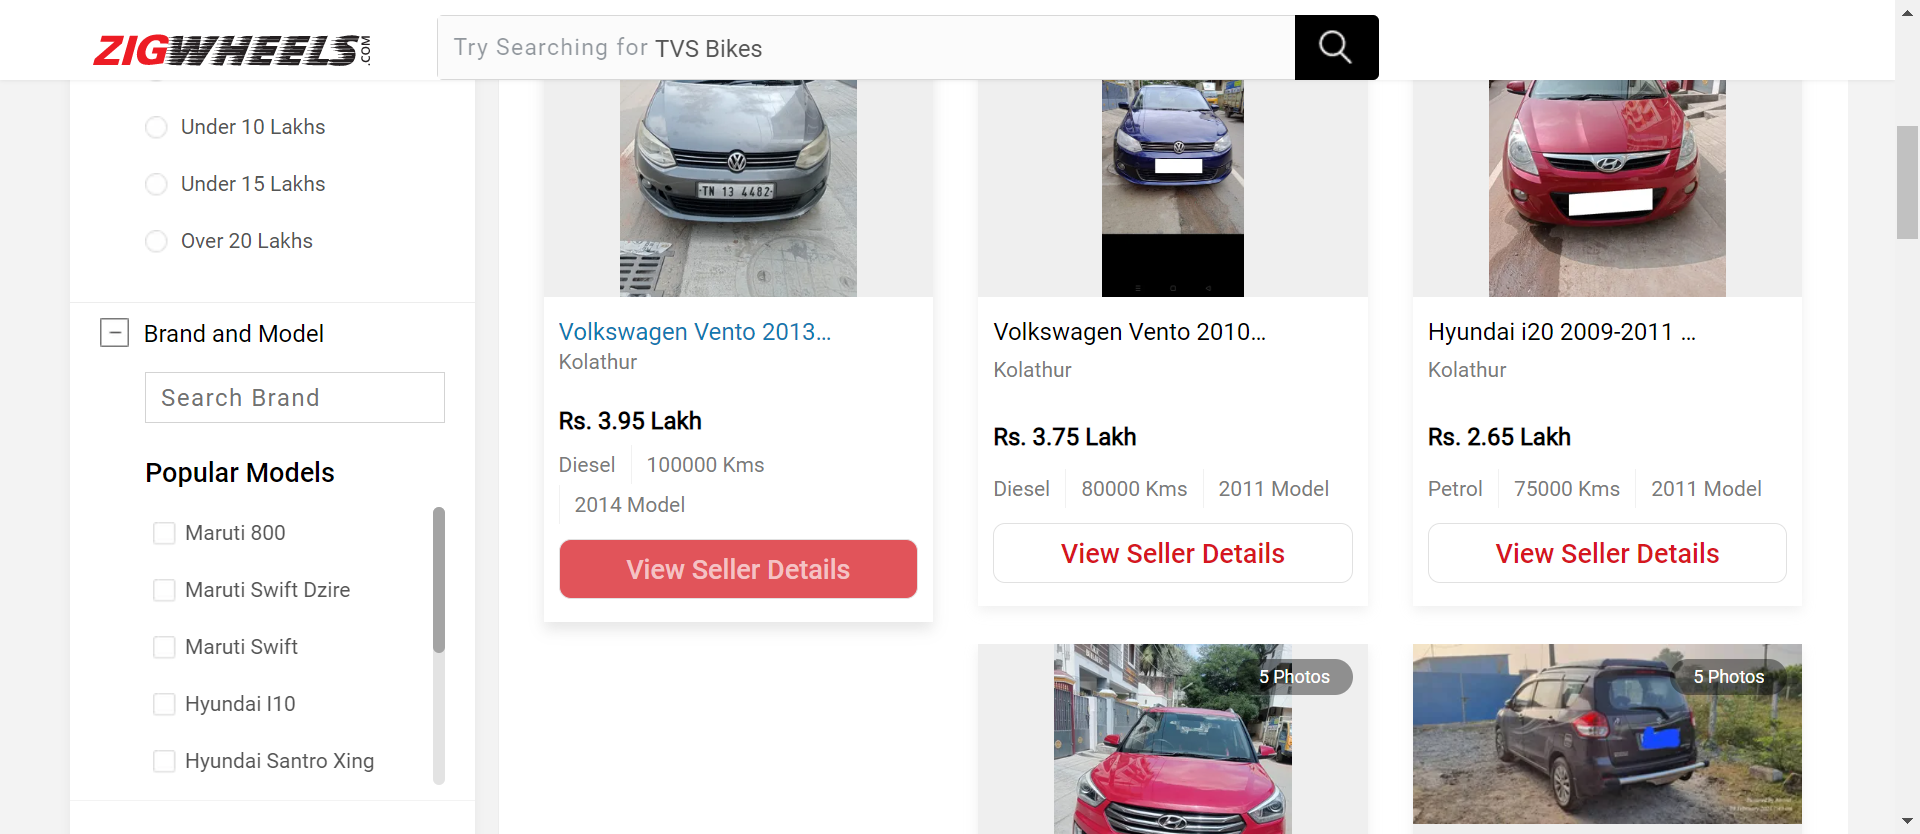 ZIGWHEELS.COM
Try Searching for TVS Bikes
Under 10 Lakhs
Under 15 Lakhs
Over 20 Lakhs
Brand and Model
Search Brand
Popular Models
Maruti 800
Maruti Swift Dzire
Maruti Swift
Hyundai I10
Hyundai Santro Xing
TN 13 4482
Volkswagen Vento 2013...
Kolathur
Rs. 3.95 Lakh
Diesel
100000 Kms
2014 Model
View Seller Details
Volkswagen Vento 2010...
Kolathur
Rs. 3.75 Lakh
Diesel
80000 Kms
2011 Model
View Seller Details
Hyundai i20 2009-2011 ...
Kolathur
Rs. 2.65 Lakh
Petrol
75000 Kms
2011 Model
View Seller Details
5 Photos
5 Photos